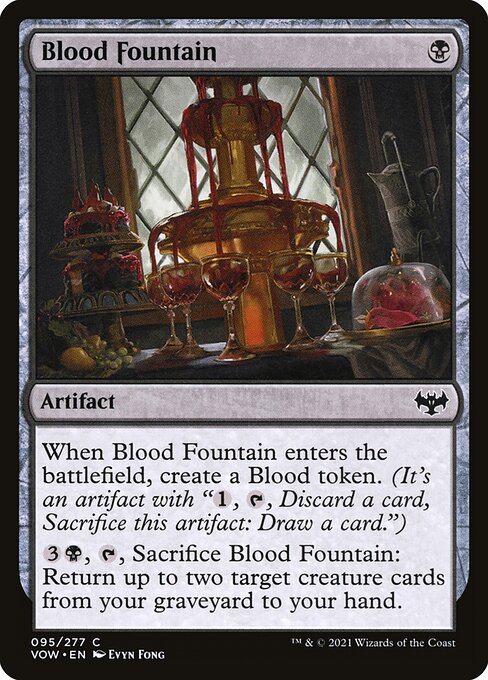 Blood Fountain
Artifact
When Blood Fountain enters the
battlefield, create a Blood token. (It's
an artifact with “1, , Discard a card,
Sacrifice this artifact: Draw a card.”)
3, , Sacrifice Blood Fountain:
Return up to two target creature cards
from your graveyard to your hand.
095/277 C
VOW • EN Evyn Fong
™ & © 2021 Wizards of the Coast